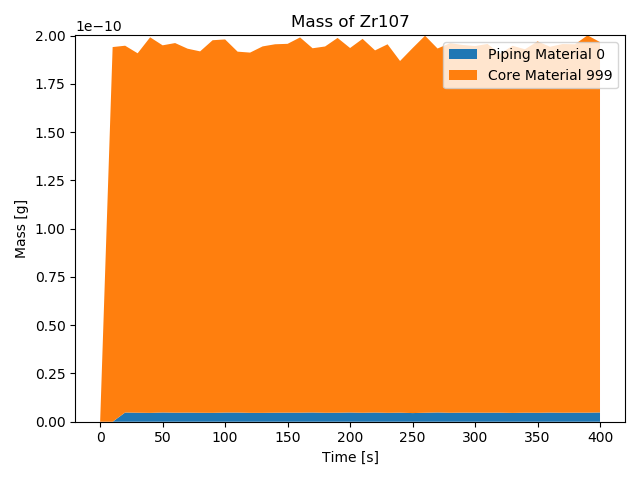 Mass of Zr107
1e−10
2.00
1.75
1.50
1.25
1.00
0.75
0.50
0.25
0.00
Mass [g]
Piping Material 0
Core Material 999
0 50 100 150 200 250 300 350 400
Time [s]